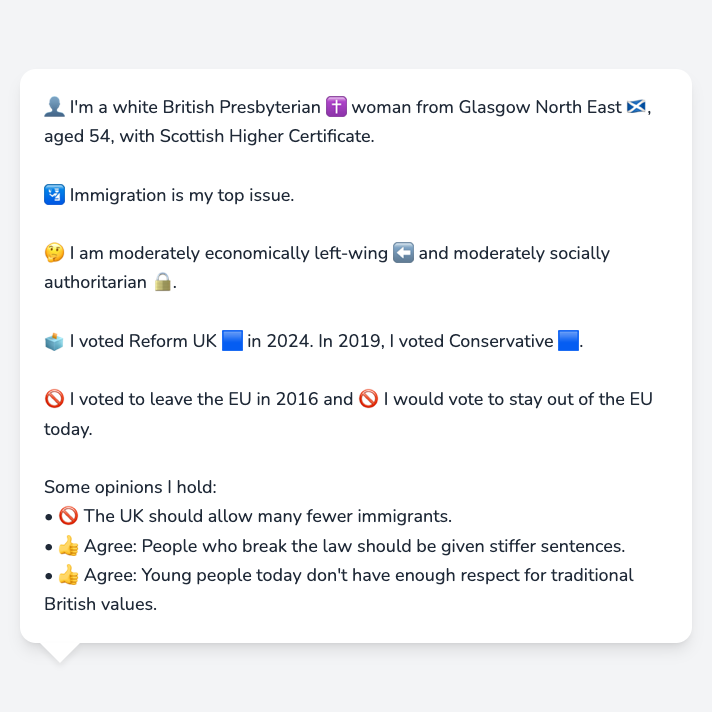 👤 I'm a white British Presbyterian ✝️ woman from Glasgow North East 🏴󠁧󠁢󠁳󠁣󠁴󠁿,
aged 54, with Scottish Higher Certificate.
🛂 Immigration is my top issue.
🤔 I am moderately economically left-wing ⬅️ and moderately socially
authoritarian 🔒.
🗳️ I voted Reform UK 🟦 in 2024. In 2019, I voted Conservative 🟦.
🚫 I voted to leave the EU in 2016 and 🚫 I would vote to stay out of the EU
today.
Some opinions I hold:
• 🚫 The UK should allow many fewer immigrants.
• 👍 Agree: People who break the law should be given stiffer sentences.
• 👍 Agree: Young people today don't have enough respect for traditional
British values.